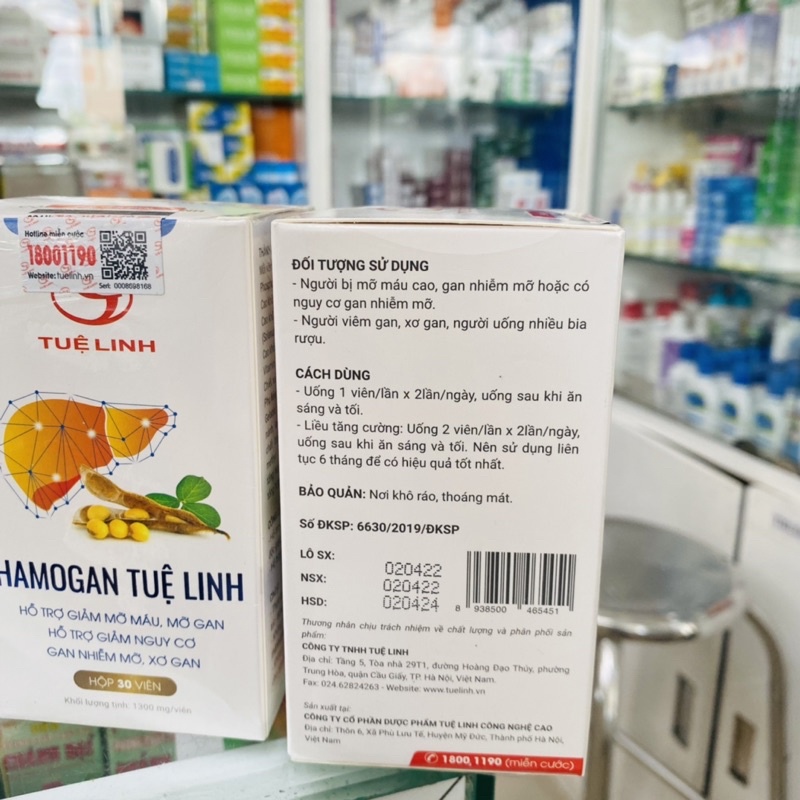 Hotline miễn cước
18001190
Website: tuelinh.vn
Seri: 0008698168
TUỆ LINH
HAMOGAN TUỆ LINH
HỖ TRỢ GIẢM MỠ MÁU, MỠ GAN
HỖ TRỢ GIẢM NGUY CƠ
GAN NHIỄM MỠ, XƠ GAN
HỘP 30 VIÊN
Khối lượng tịnh: 1300 mg/viên
ĐỐI TƯỢNG SỬ DỤNG
- Người bị mỡ máu cao, gan nhiễm mỡ hoặc có
nguy cơ gan nhiễm mỡ.
- Người viêm gan, xơ gan, người uống nhiều bia
rượu.
CÁCH DÙNG
- Uống 1 viên/lần x 2lần/ngày, uống sau khi ăn
sáng và tối.
- Liều tăng cường: Uống 2 viên/lần x 2lần/ngày,
uống sau khi ăn sáng và tối. Nên sử dụng liên
tục 6 tháng để có hiệu quả tốt nhất.
BẢO QUẢN: Nơi khô ráo, thoáng mát.
Số ĐKSP: 6630/2019/ĐKSP
LÔ SX: 020422
NSX: 020422
HSD: 020424
8 938500 465451
Thương nhân chịu trách nhiệm về chất lượng và phân phối sản
phẩm:
CÔNG TY TNHH TUỆ LINH
Địa chỉ: Tầng 5, Tòa nhà 29T1, đường Hoàng Đạo Thúy, phường
Trung Hòa, quận Cầu Giấy, TP. Hà Nội, Việt Nam.
Fax: 024.62824263 - Website: www.tuelinh.vn
Sản xuất tại:
CÔNG TY CỔ PHẦN DƯỢC PHẨM TUỆ LINH CÔNG NGHỆ CAO
Địa chỉ: Thôn 6, Xã Phù Lưu Tế, Huyện Mỹ Đức, Thành phố Hà Nội,
Việt Nam
1800.1190 (miễn cước)